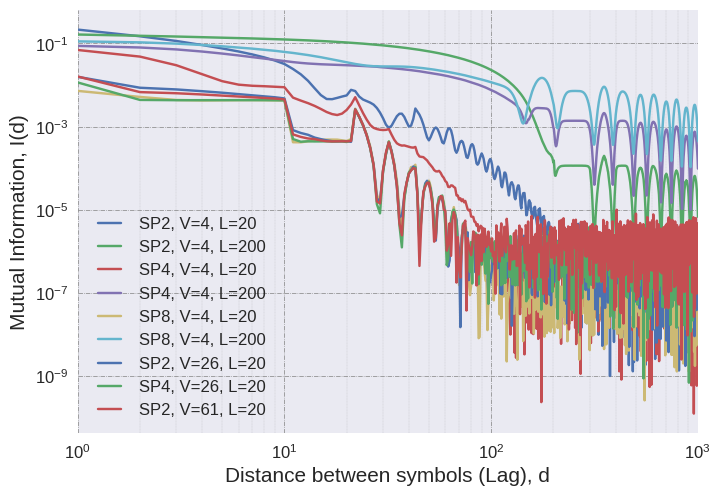 Mutual Information, I(d)
10⁻¹
10⁻³
10⁻⁵
10⁻⁷
10⁻⁹
SP2, V=4, L=20
SP2, V=4, L=200
SP4, V=4, L=20
SP4, V=4, L=200
SP8, V=4, L=20
SP8, V=4, L=200
SP2, V=26, L=20
SP4, V=26, L=20
SP2, V=61, L=20
10⁰ 10¹ 10² 10³
Distance between symbols (Lag), d